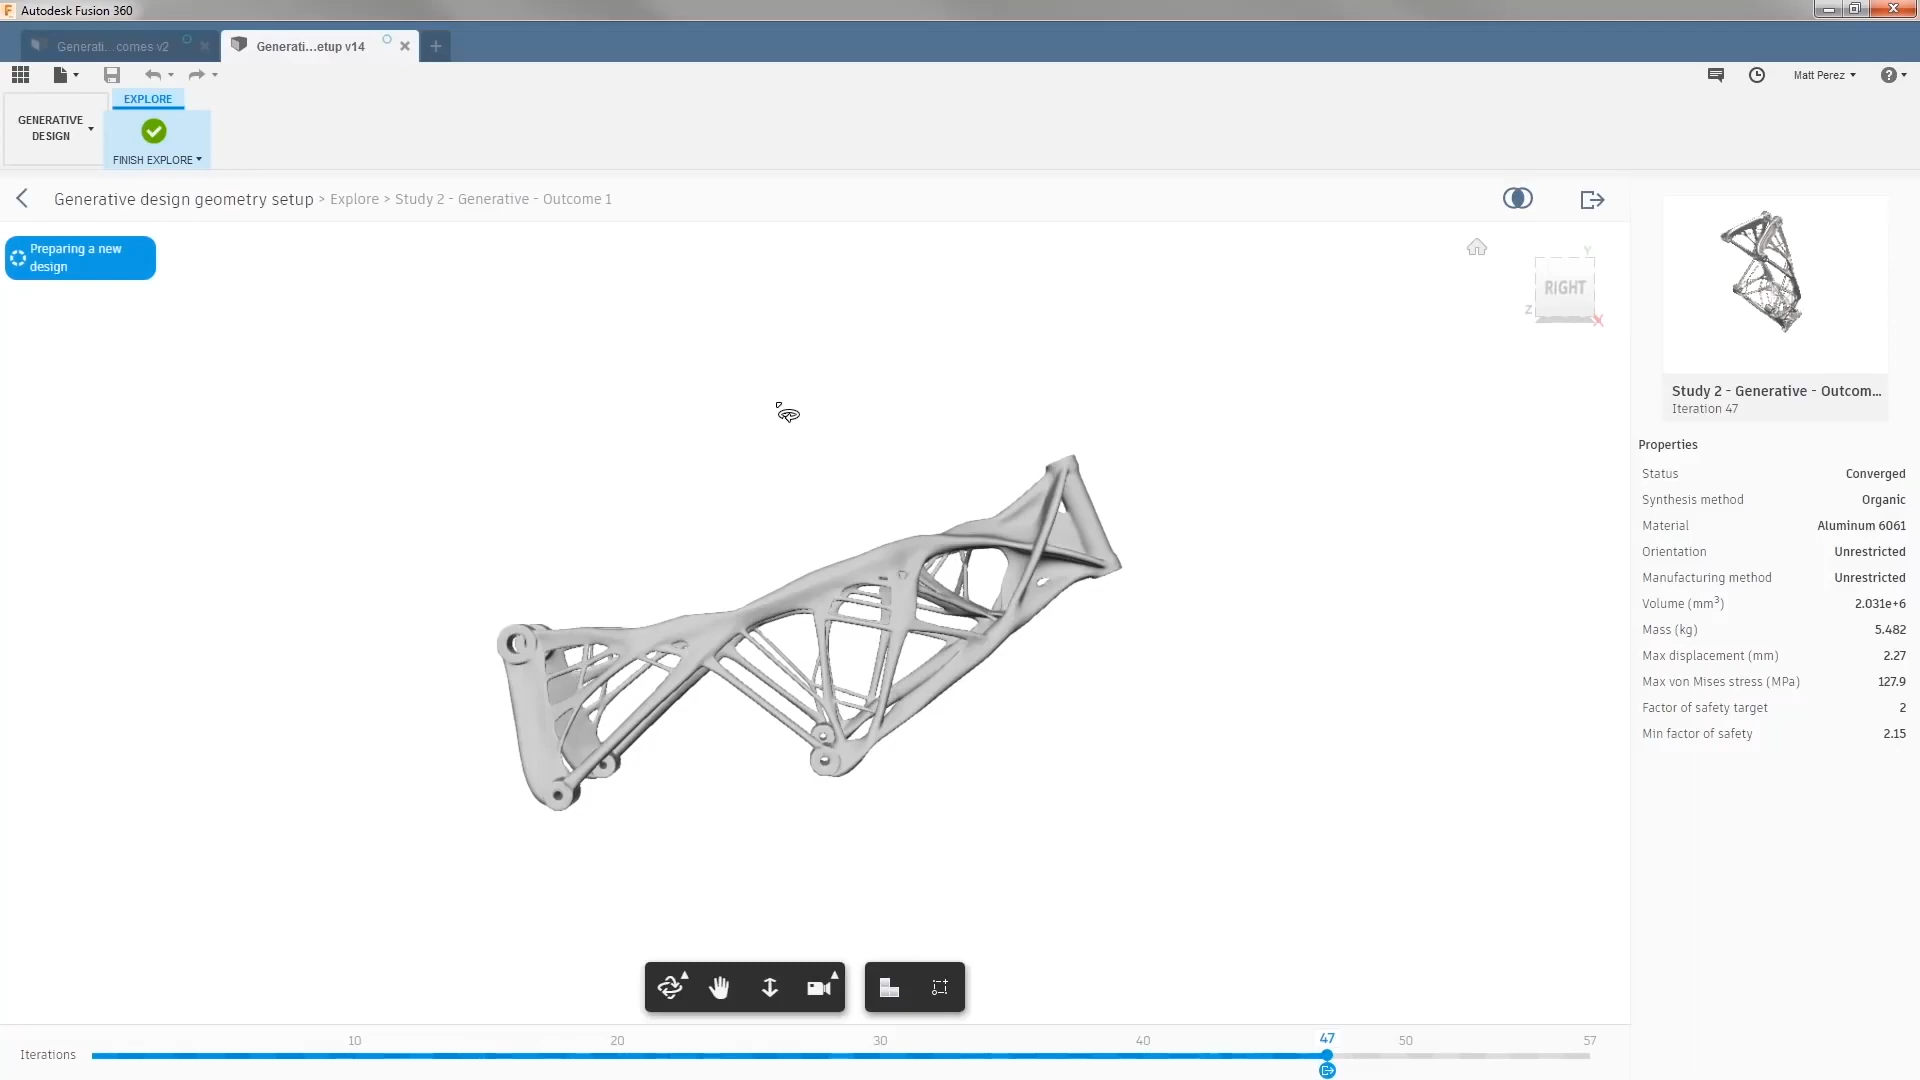 Autodesk Fusion 360
Generati...comes v2
Generati...etup v14
Matt Perez
EXPLORE
GENERATIVE
DESIGN
FINISH EXPLORE
Generative design geometry setup > Explore > Study 2 - Generative - Outcome 1
Preparing a new
design
Y
RIGHT
Z
X
Study 2 - Generative - Outcom...
Iteration 47
Properties
Status Converged
Synthesis method Organic
Material Aluminum 6061
Orientation Unrestricted
Manufacturing method Unrestricted
Volume (mm³) 2.031e+6
Mass (kg) 5.482
Max displacement (mm) 2.27
Max von Mises stress (MPa) 127.9
Factor of safety target 2
Min factor of safety 2.15
10 20 30 40 47 50 57
Iterations